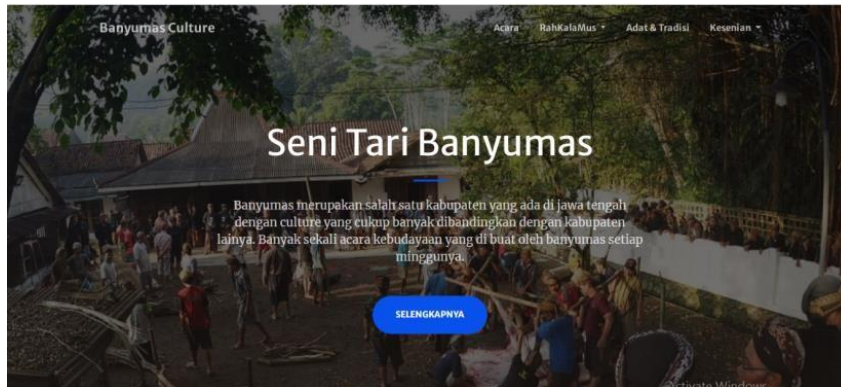 Banyumas Culture
Acara RahKalaMus Adat & Tradisi Kesenian
Seni Tari Banyumas
Banyumas merupakan salah satu kabupaten yang ada di jawa tengah
dengan culture yang cukup banyak dibandingkan dengan kabupaten
lainya. Banyak sekali acara kebudayaan yang di buat oleh banyumas setiap
minggunya.
SELENGKAPNYA
Activate Windows